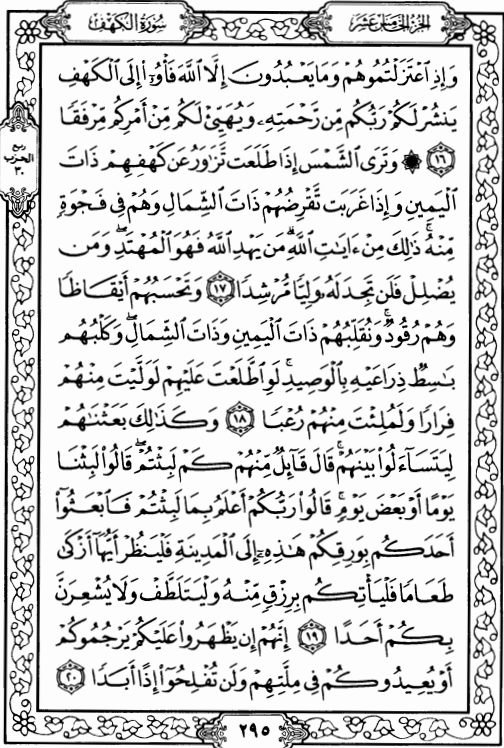 سورة الكهف
الجزء الخامس عشر
وَإِذِ ٱعْتَزَلْتُمُوهُمْ وَمَا يَعْبُدُونَ إِلَّا ٱللَّهَ فَأْوُۥٓا۟ إِلَى ٱلْكَهْفِ
يَنشُرْ لَكُمْ رَبُّكُم مِّن رَّحْمَتِهِۦ وَيُهَيِّئْ لَكُم مِّنْ أَمْرِكُم مِّرْفَقًا
١٦ ۞ وَتَرَى ٱلشَّمْسَ إِذَا طَلَعَت تَّزَٰوَرُ عَن كَهْفِهِمْ ذَاتَ
ٱلْيَمِينِ وَإِذَا غَرَبَت تَّقْرِضُهُمْ ذَاتَ ٱلشِّمَالِ وَهُمْ فِى فَجْوَةٍ
مِّنْهُ ۚ ذَٰلِكَ مِنْ ءَايَٰتِ ٱللَّهِ ۗ مَن يَهْدِ ٱللَّهُ فَهُوَ ٱلْمُهْتَدِ ۖ وَمَن
يُضْلِلْ فَلَن تَجِدَ لَهُۥ وَلِيًّا مُّرْشِدًا ١٧ وَتَحْسَبُهُمْ أَيْقَاظًا
وَهُمْ رُقُودٌ ۚ وَنُقَلِّبُهُمْ ذَاتَ ٱلْيَمِينِ وَذَاتَ ٱلشِّمَالِ ۖ وَكَلْبُهُم
بَٰسِطٌ ذِرَاعَيْهِ بِٱلْوَصِيدِ ۚ لَوِ ٱطَّلَعْتَ عَلَيْهِمْ لَوَلَّيْتَ مِنْهُمْ
فِرَارًا وَلَمُلِئْتَ مِنْهُمْ رُعْبًا ١٨ وَكَذَٰلِكَ بَعَثْنَٰهُمْ
لِيَتَسَآءَلُوا۟ بَيْنَهُمْ ۚ قَالَ قَآئِلٌ مِّنْهُمْ كَمْ لَبِثْتُمْ ۖ قَالُوا۟ لَبِثْنَا
يَوْمًا أَوْ بَعْضَ يَوْمٍ ۚ قَالُوا۟ رَبُّكُمْ أَعْلَمُ بِمَا لَبِثْتُمْ فَٱبْعَثُوٓا۟
أَحَدَكُم بِوَرِقِكُمْ هَٰذِهِۦٓ إِلَى ٱلْمَدِينَةِ فَلْيَنظُرْ أَيُّهَآ أَزْكَىٰ
طَعَامًا فَلْيَأْتِكُم بِرِزْقٍ مِّنْهُ وَلْيَتَلَطَّفْ وَلَا يُشْعِرَنَّ
بِكُمْ أَحَدًا ١٩ إِنَّهُمْ إِن يَظْهَرُوا۟ عَلَيْكُمْ يَرْجُمُوكُمْ
أَوْ يُعِيدُوكُمْ فِى مِلَّتِهِمْ وَلَن تُفْلِحُوٓا۟ إِذًا أَبَدًا ٢٠
ربع
الحزب
٣٠
٢٩٥